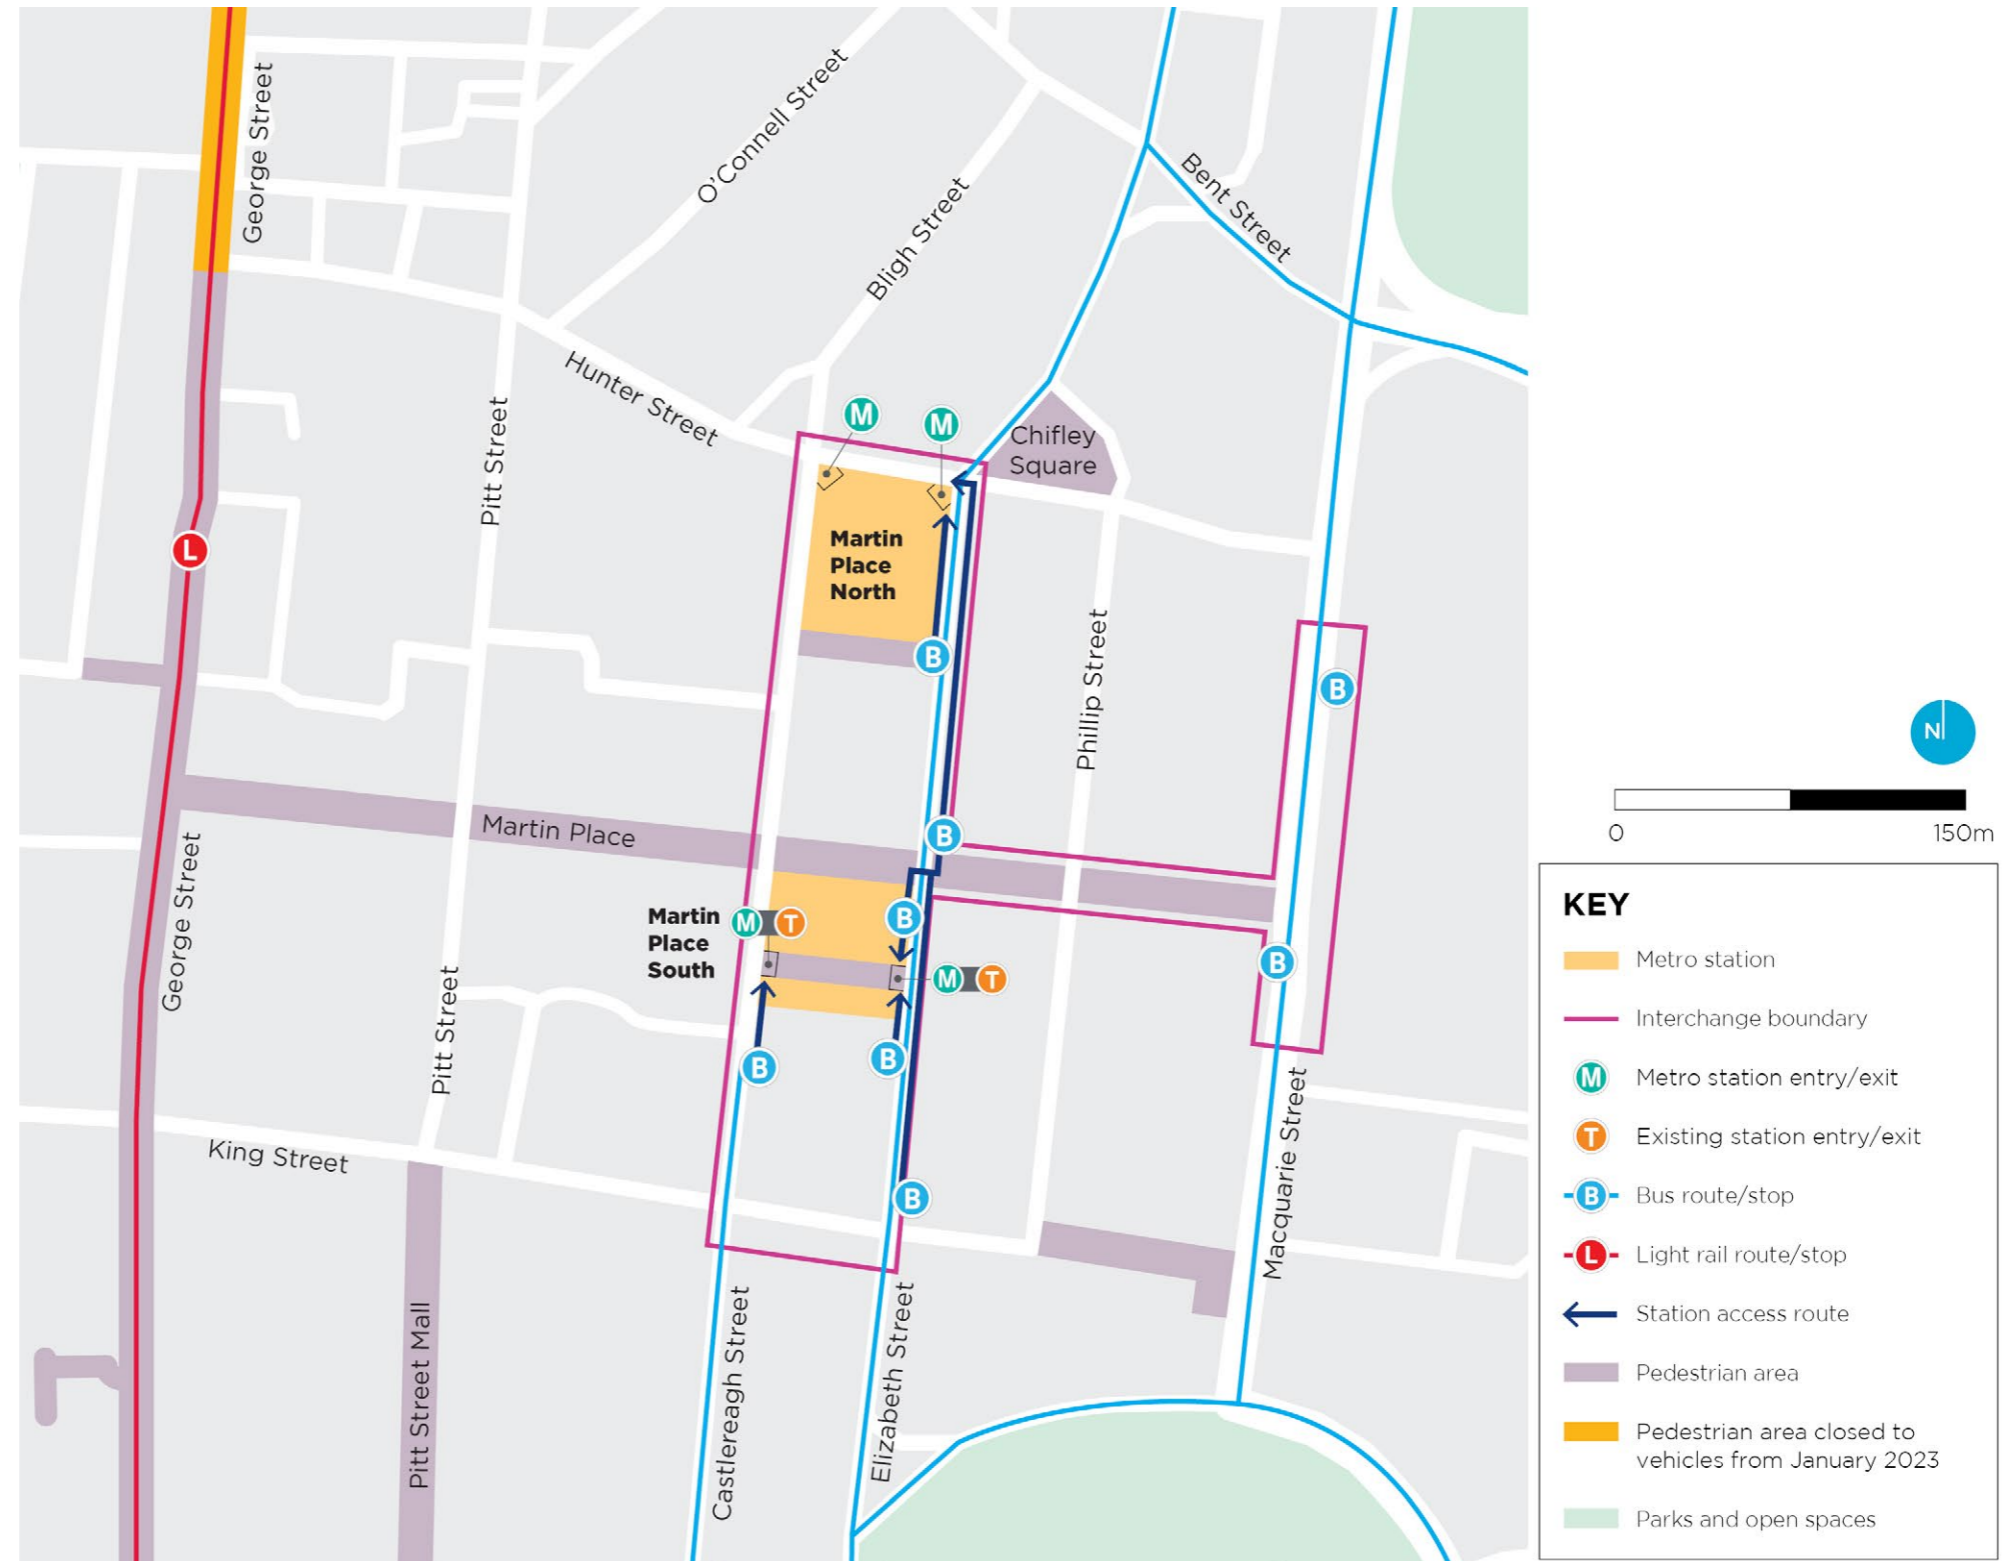 George Street
O'Connell Street
Bligh Street
Bent Street
Hunter Street
Pitt Street
M
M
Chifley
Square
L
Martin
Place
North
B
Phillip Street
B
N
0
150m
Martin Place
B
George Street
Martin
Place
South
M T
B
M T
B
Pitt Street
B
B
B
King Street
Macquarie Street
Pitt Street Mall
Castlereagh Street
Elizabeth Street
KEY
Metro station
Interchange boundary
M Metro station entry/exit
T Existing station entry/exit
B Bus route/stop
L Light rail route/stop
Station access route
Pedestrian area
Pedestrian area closed to
vehicles from January 2023
Parks and open spaces